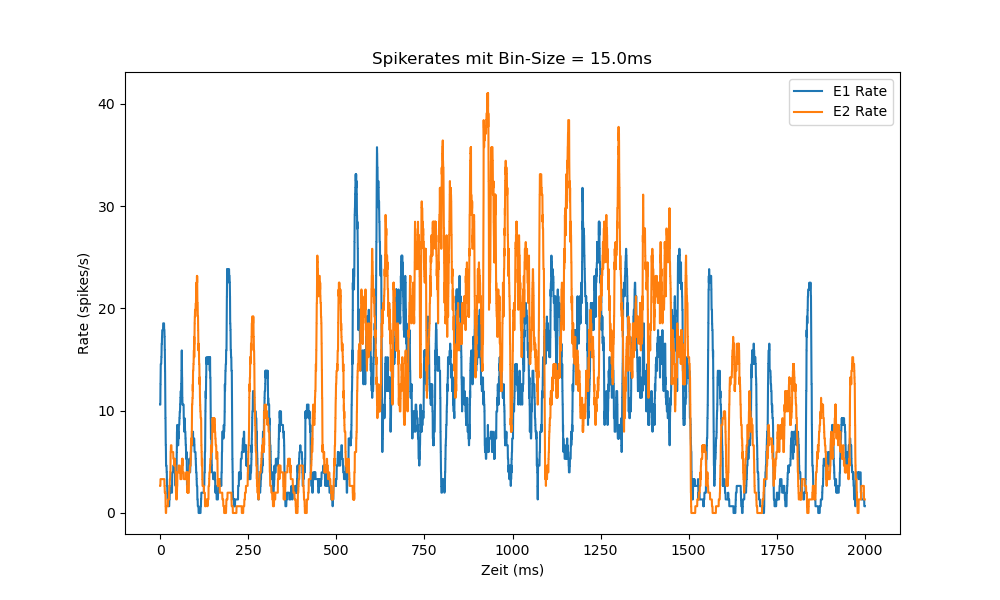 Spikerates mit Bin-Size = 15.0ms
E1 Rate
E2 Rate
Rate (spikes/s)
40
30
20
10
0
0 250 500 750 1000 1250 1500 1750 2000
Zeit (ms)